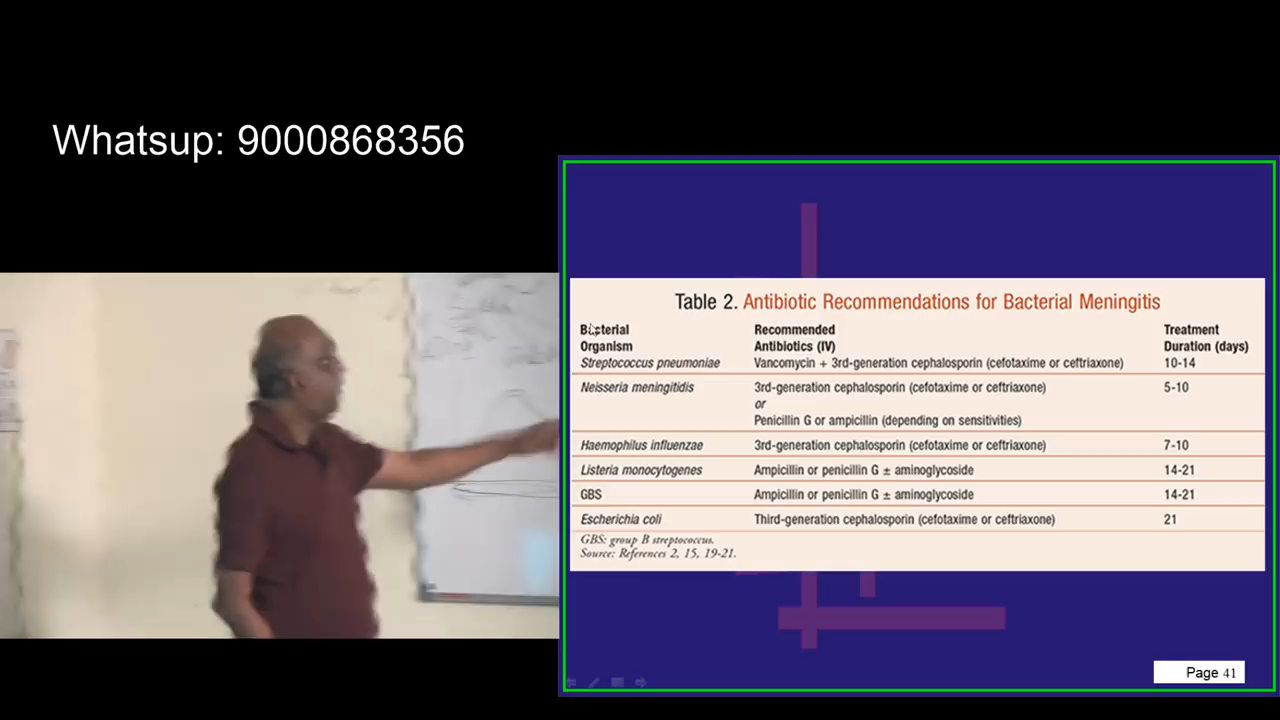 Whatsup: 9000868356
Table 2. Antibiotic Recommendations for Bacterial Meningitis
Bacterial Organism Recommended Antibiotics (IV) Treatment Duration (days)
Streptococcus pneumoniae Vancomycin + 3rd-generation cephalosporin (cefotaxime or ceftriaxone) 10-14
Neisseria meningitidis 3rd-generation cephalosporin (cefotaxime or ceftriaxone) 5-10
or
Penicillin G or ampicillin (depending on sensitivities)
Haemophilus influenzae 3rd-generation cephalosporin (cefotaxime or ceftriaxone) 7-10
Listeria monocytogenes Ampicillin or penicillin G ± aminoglycoside 14-21
GBS Ampicillin or penicillin G ± aminoglycoside 14-21
Escherichia coli Third-generation cephalosporin (cefotaxime or ceftriaxone) 21
GBS: group B streptococcus.
Source: References 2, 15, 19-21.
Page 41